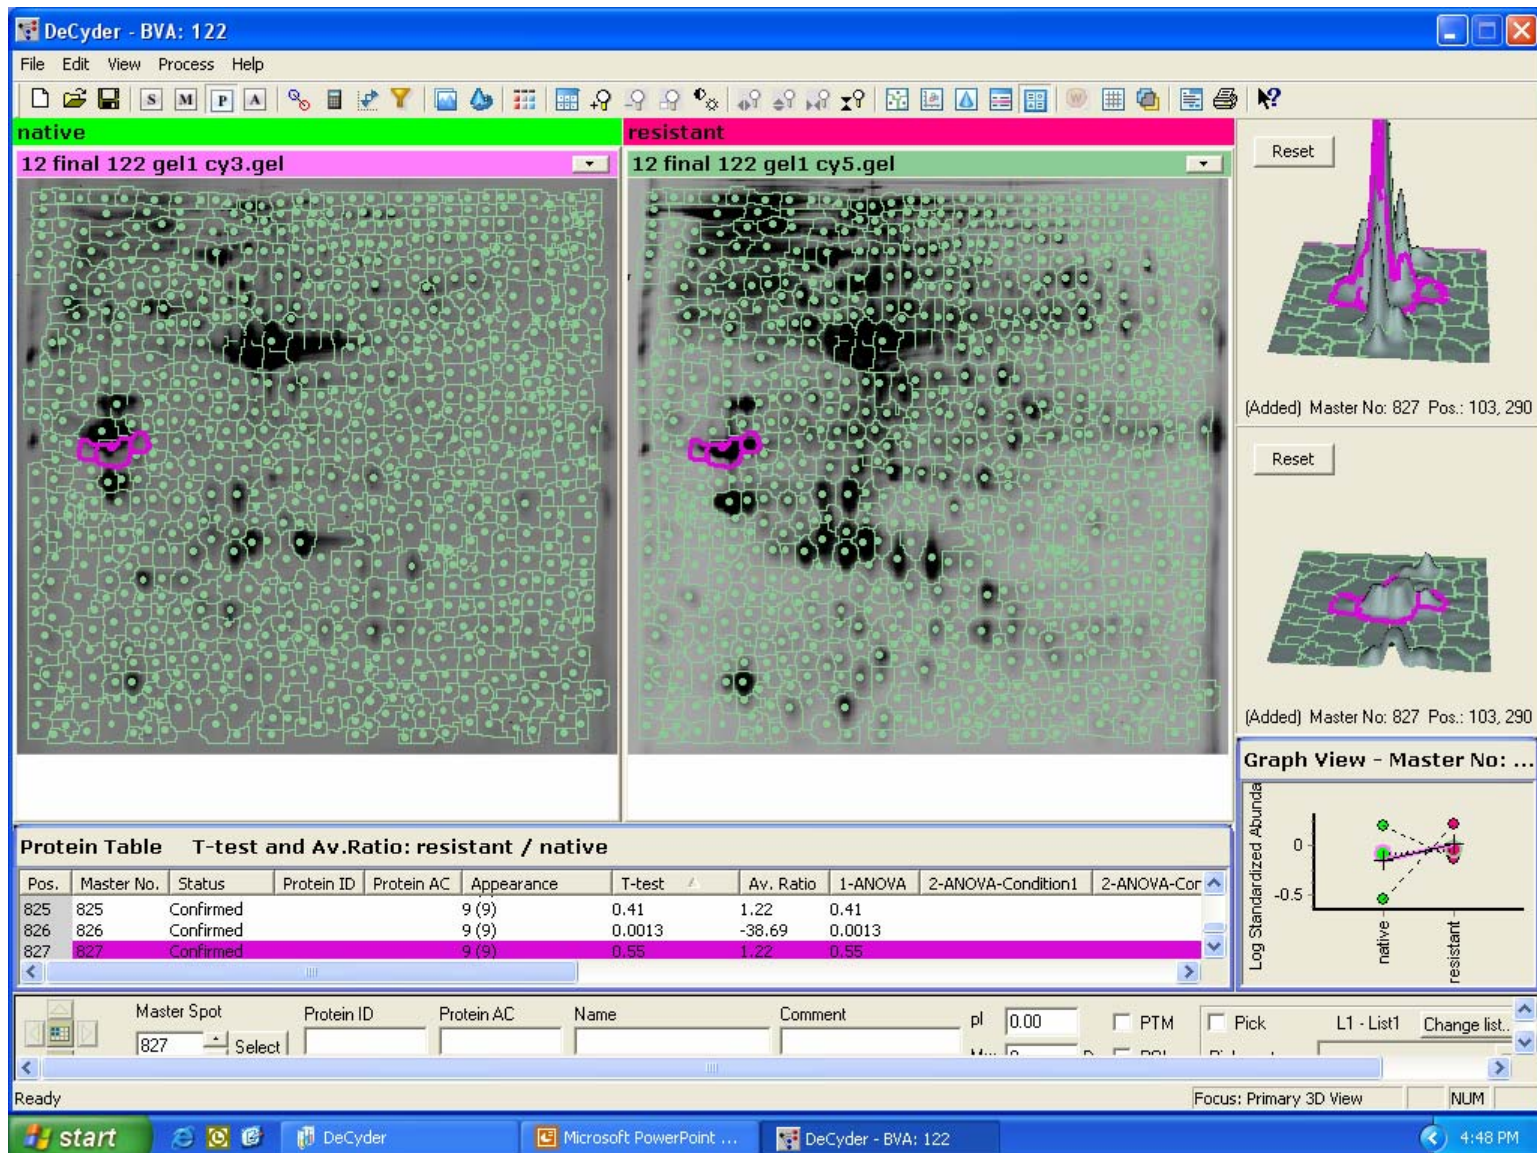 DeCyder - BVA: 122
File Edit View Process Help
S M P A
native
resistant
12 final 122 gel1 cy3.gel
12 final 122 gel1 cy5.gel
Reset
(Added) Master No: 827 Pos.: 103, 290
Reset
(Added) Master No: 827 Pos.: 103, 290
Graph View - Master No: ...
Log Standardized Abunda
0
-0.5
native
resistant
Protein Table T-test and Av.Ratio: resistant / native
Pos. Master No. Status Protein ID Protein AC Appearance T-test Av. Ratio 1-ANOVA 2-ANOVA-Condition1 2-ANOVA-Cor
825 825 Confirmed 9 (9) 0.41 1.22 0.41
826 826 Confirmed 9 (9) 0.0013 -38.69 0.0013
827 827 Confirmed 9 (9) 0.55 1.22 0.55
Master Spot Protein ID Protein AC Name Comment pI 0.00 PTM Pick L1 - List1 Change list..
827 Select
Ready
Focus: Primary 3D View NUM
start DeCyder Microsoft PowerPoint ... DeCyder - BVA: 122 4:48 PM